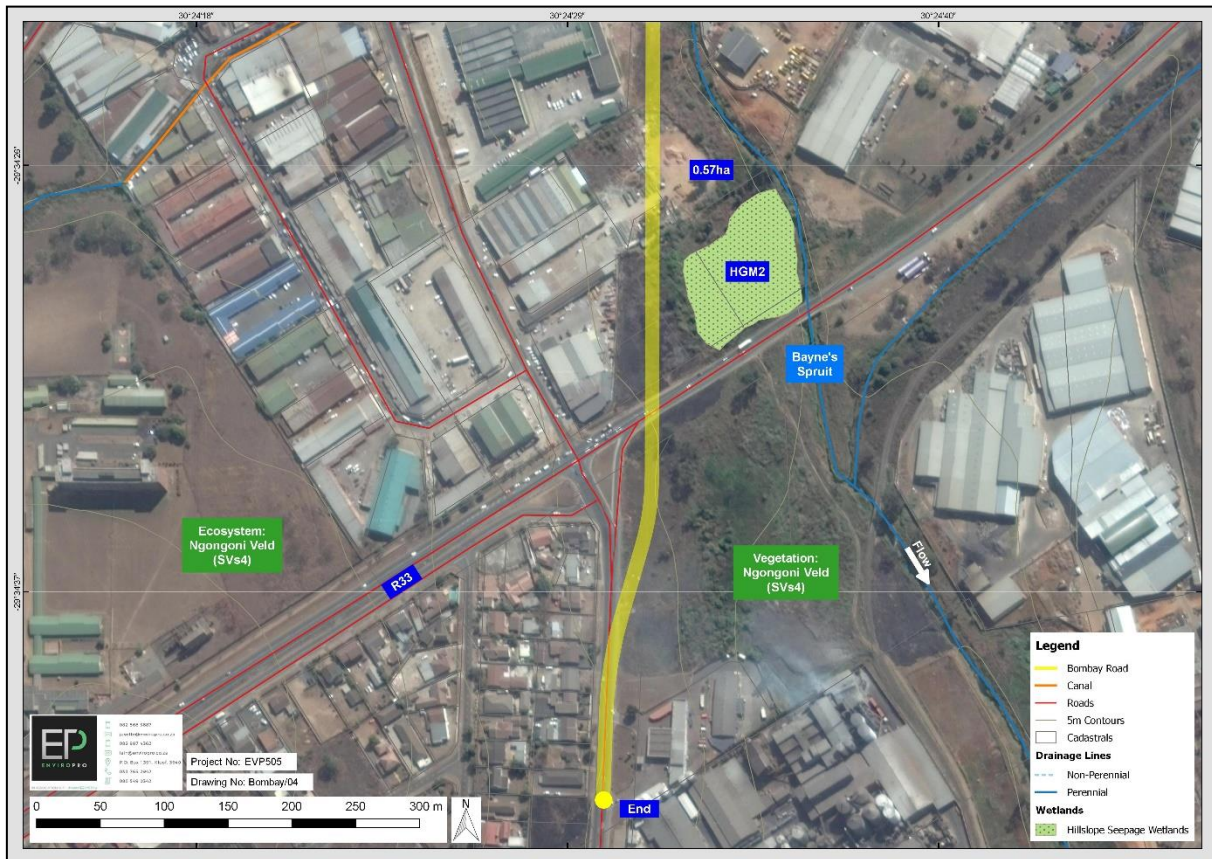 30°24'18"
30°24'29"
30°24'40"
-29°34'26"
-29°34'37"
0.57ha
HGM2
Bayne's
Spruit
Ecosystem:
Ngongoni Veld
(SVs4)
R33
Vegetation:
Ngongoni Veld
(SVs4)
Flow
End
EP
ENVIROPRO
Project No: EVP505
Drawing No: Bombay/04
0 50 100 150 200 250 300 m
N
Legend
Bombay Road
Canal
Roads
5m Contours
Cadastrals
Drainage Lines
Non-Perennial
Perennial
Wetlands
Hillslope Seepage Wetlands